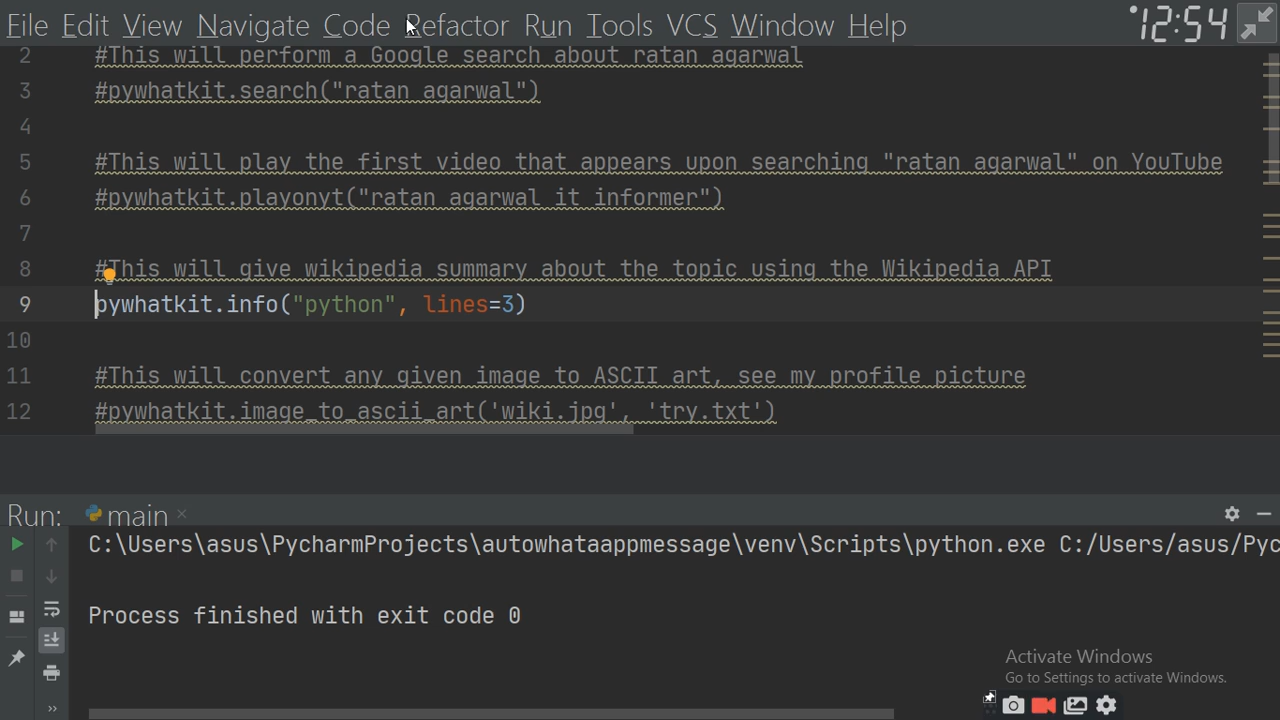 File Edit View Navigate Code Refactor Run Tools VCS Window Help 12:54
2 #This will perform a Google search about ratan agarwal
3 #pywhatkit.search("ratan agarwal")
4
5 #This will play the first video that appears upon searching "ratan agarwal" on YouTube
6 #pywhatkit.playonyt("ratan agarwal it informer")
7
8 #This will give wikipedia summary about the topic using the Wikipedia API
9 pywhatkit.info("python", lines=3)
10
11 #This will convert any given image to ASCII art, see my profile picture
12 #pywhatkit.image_to_ascii_art('wiki.jpg', 'try.txt')
Run: main
C:\Users\asus\PycharmProjects\autowhataappmessage\venv\Scripts\python.exe C:/Users/asus/Pyc
Process finished with exit code 0
Activate Windows
Go to Settings to activate Windows.